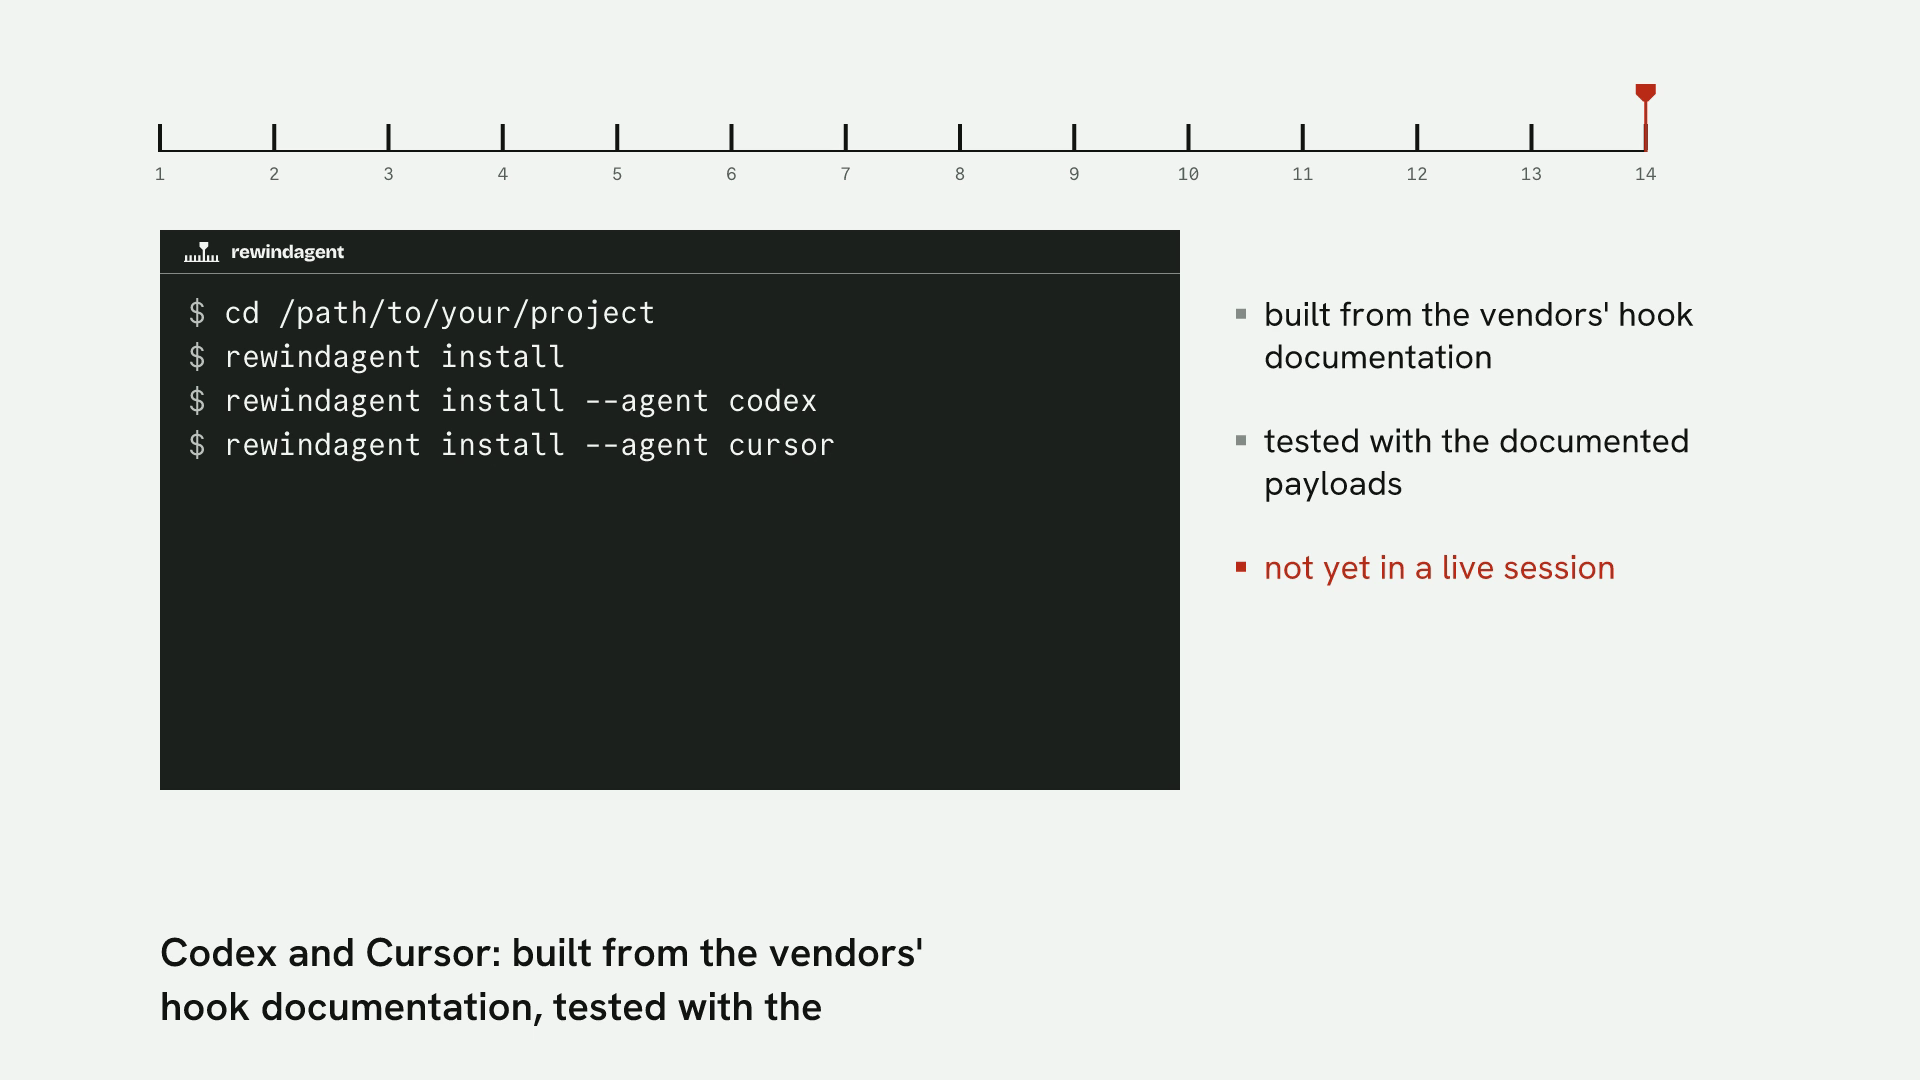 1 2 3 4 5 6 7 8 9 10 11 12 13 14
rewindagent
$ cd /path/to/your/project
$ rewindagent install
$ rewindagent install --agent codex
$ rewindagent install --agent cursor
built from the vendors' hook
documentation
tested with the documented
payloads
not yet in a live session
Codex and Cursor: built from the vendors'
hook documentation, tested with the